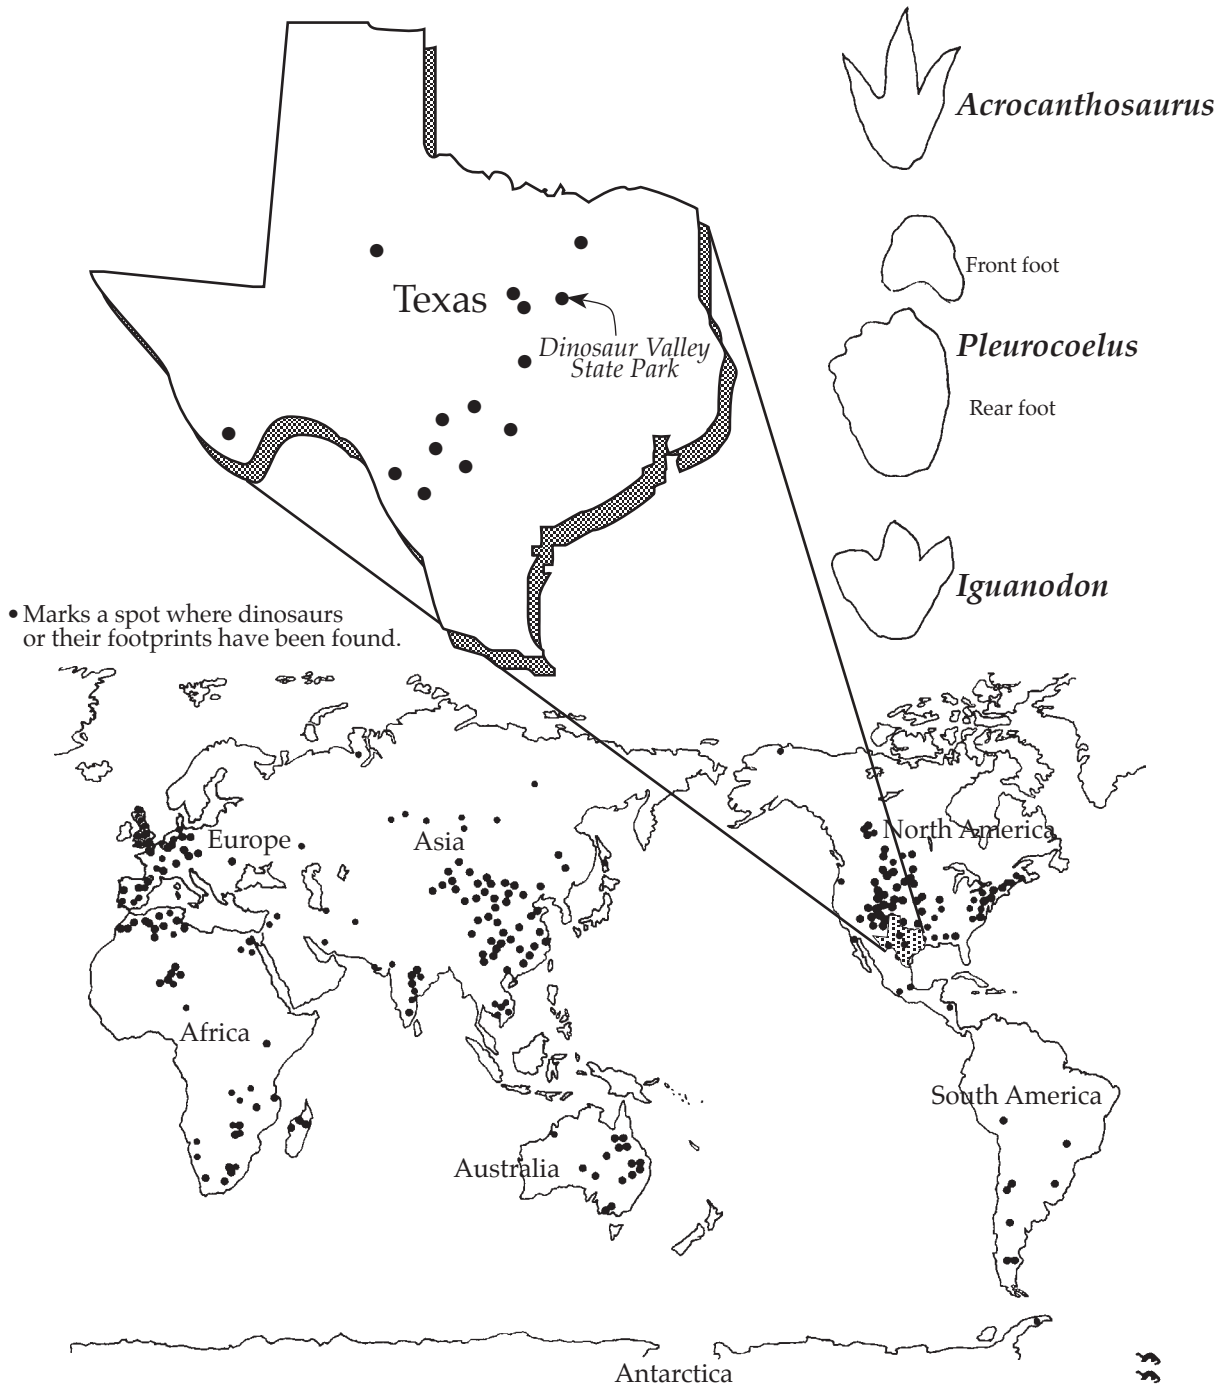 Acrocanthosaurus
Front foot
Texas
Dinosaur Valley
State Park
Pleurocoelus
Rear foot
Iguanodon
• Marks a spot where dinosaurs
or their footprints have been found.
Europe
Asia
North America
Africa
South America
Australia
Antarctica